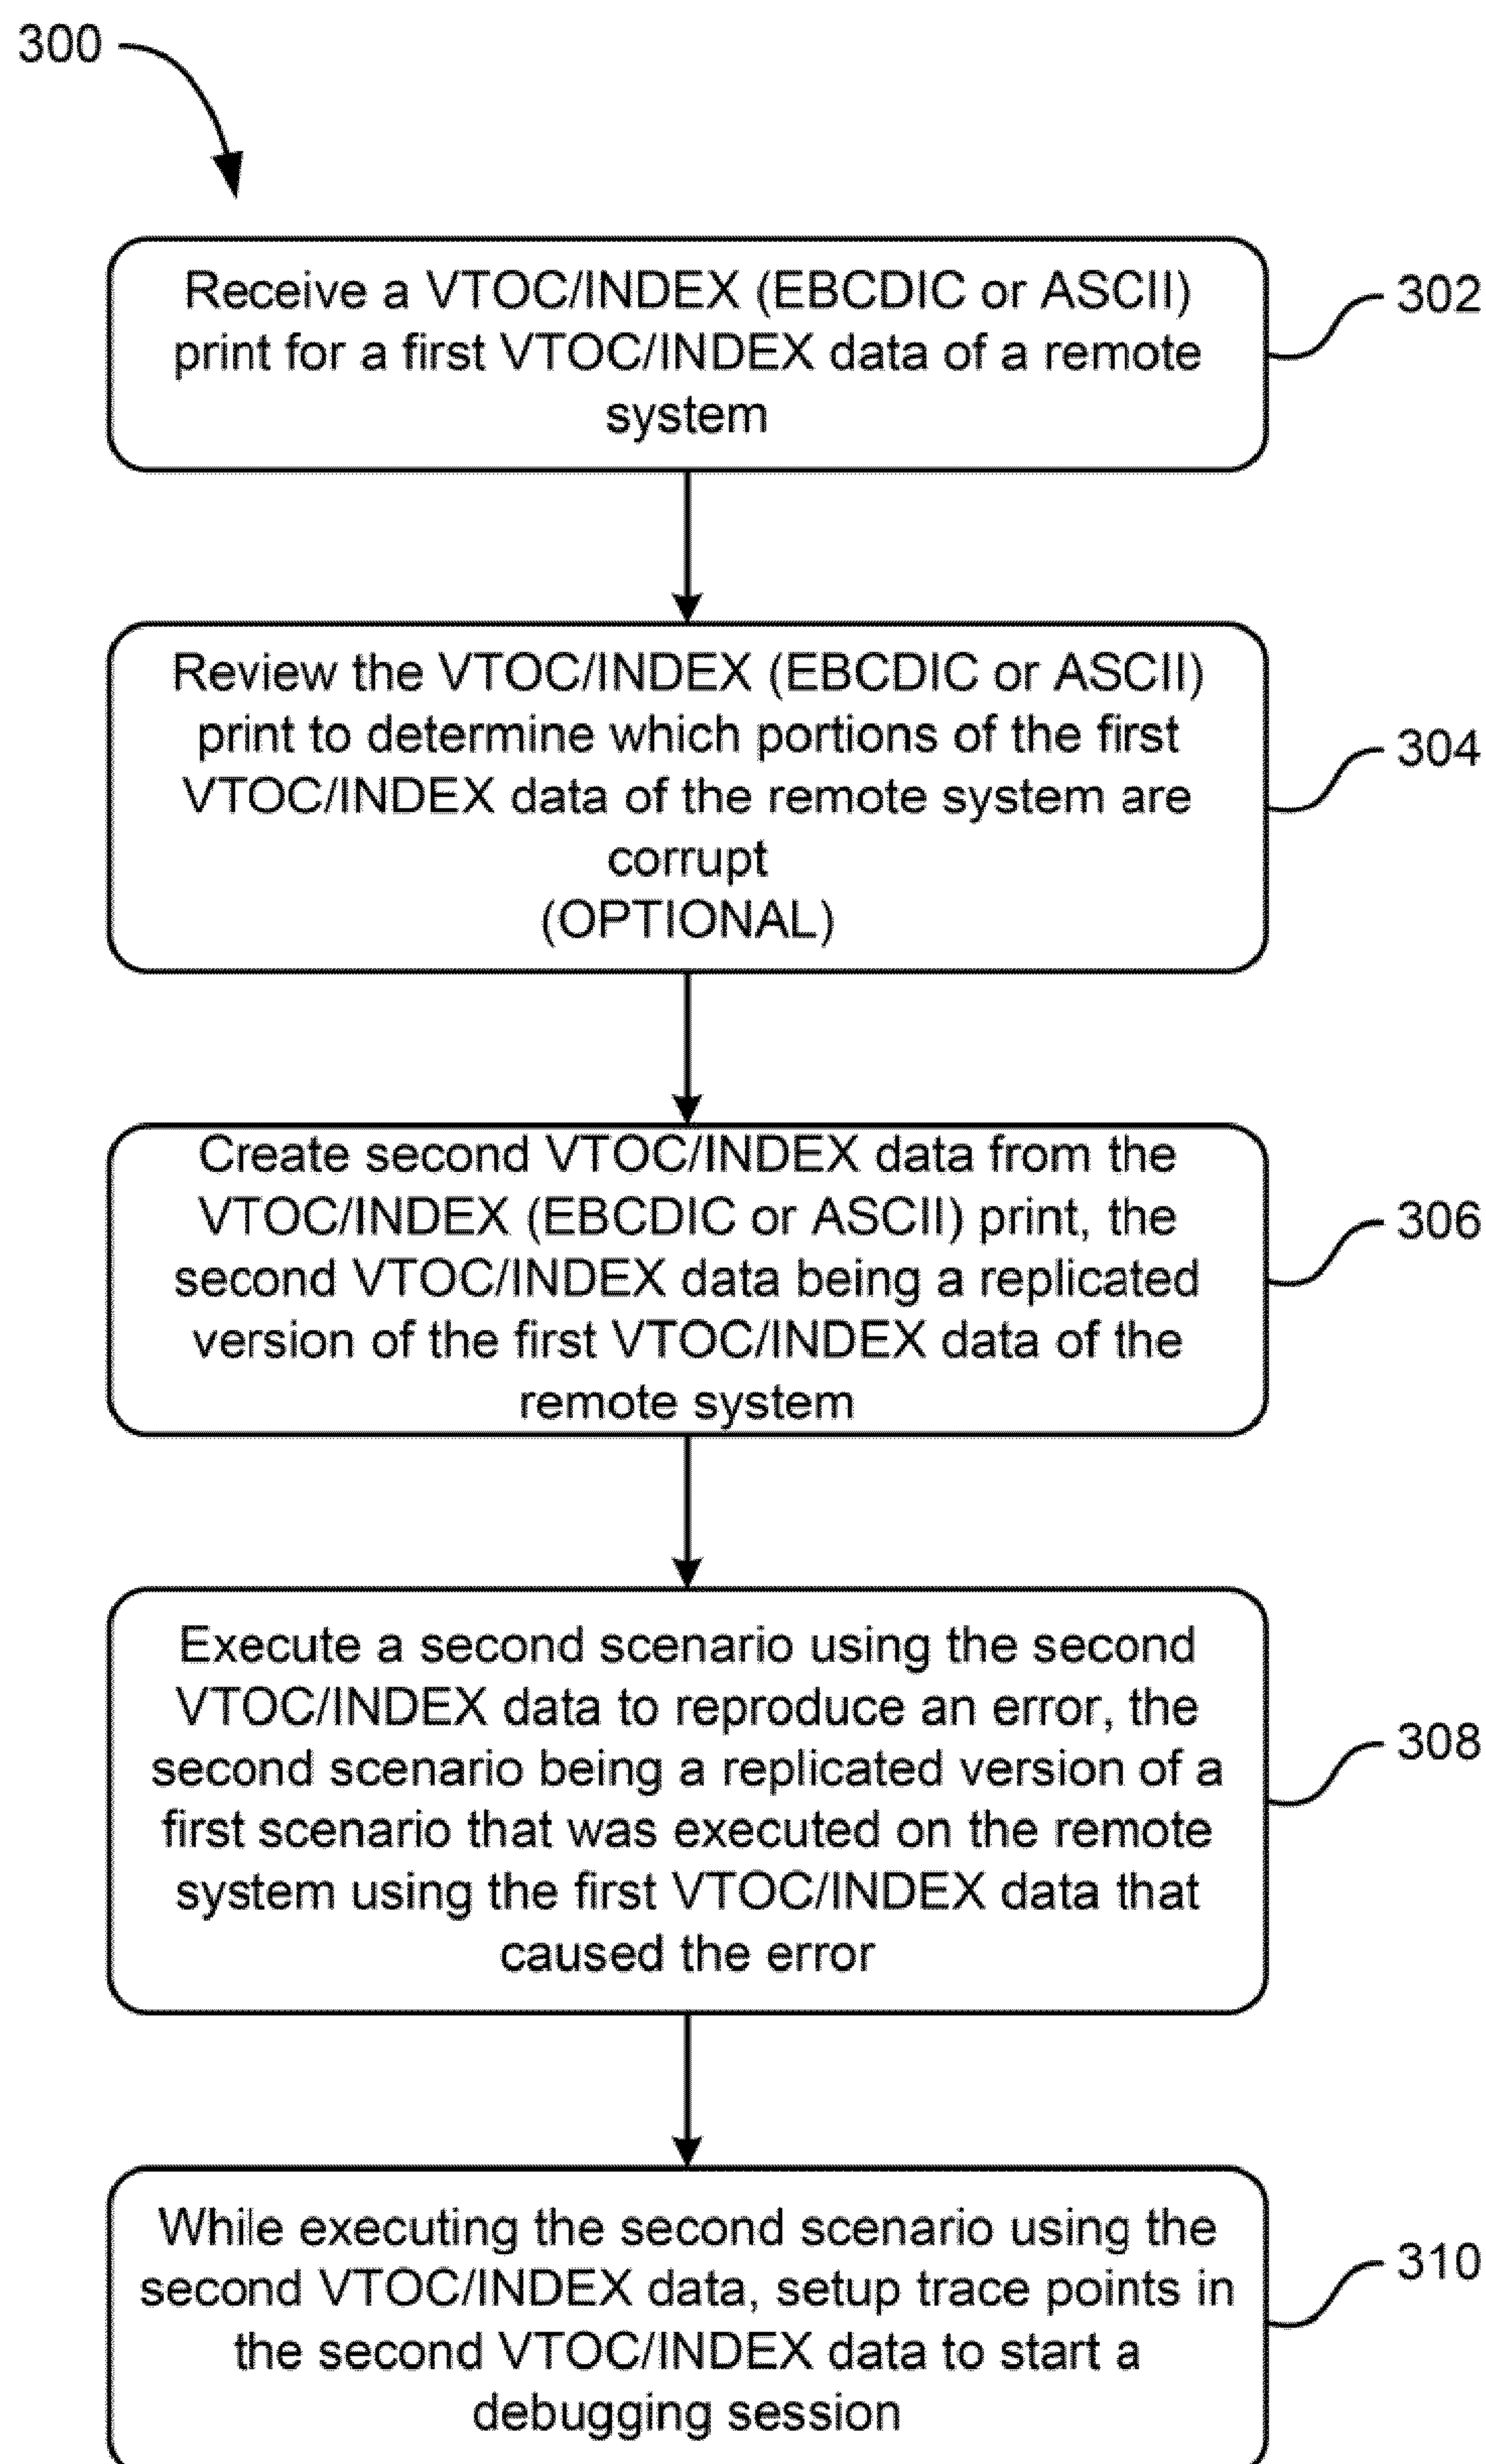 300
Receive a VTOC/INDEX (EBCDIC or ASCII)
print for a first VTOC/INDEX data of a remote
system
302
Review the VTOC/INDEX (EBCDIC or ASCII)
print to determine which portions of the first
VTOC/INDEX data of the remote system are
corrupt
(OPTIONAL)
304
Create second VTOC/INDEX data from the
VTOC/INDEX (EBCDIC or ASCII) print, the
second VTOC/INDEX data being a replicated
version of the first VTOC/INDEX data of the
remote system
306
Execute a second scenario using the second
VTOC/INDEX data to reproduce an error, the
second scenario being a replicated version of a
first scenario that was executed on the remote
system using the first VTOC/INDEX data that
caused the error
308
While executing the second scenario using the
second VTOC/INDEX data, setup trace points in
the second VTOC/INDEX data to start a
debugging session
310